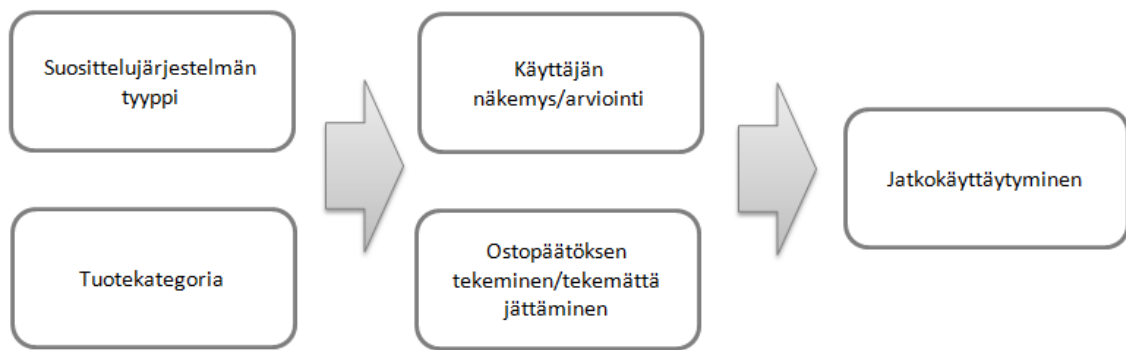 Suosittelujärjestelmän
tyyppi
Tuotekategoria
Käyttäjän
näkemys/arviointi
Ostopäätöksen
tekeminen/tekemättä
jättäminen
Jatkokäyttäytyminen